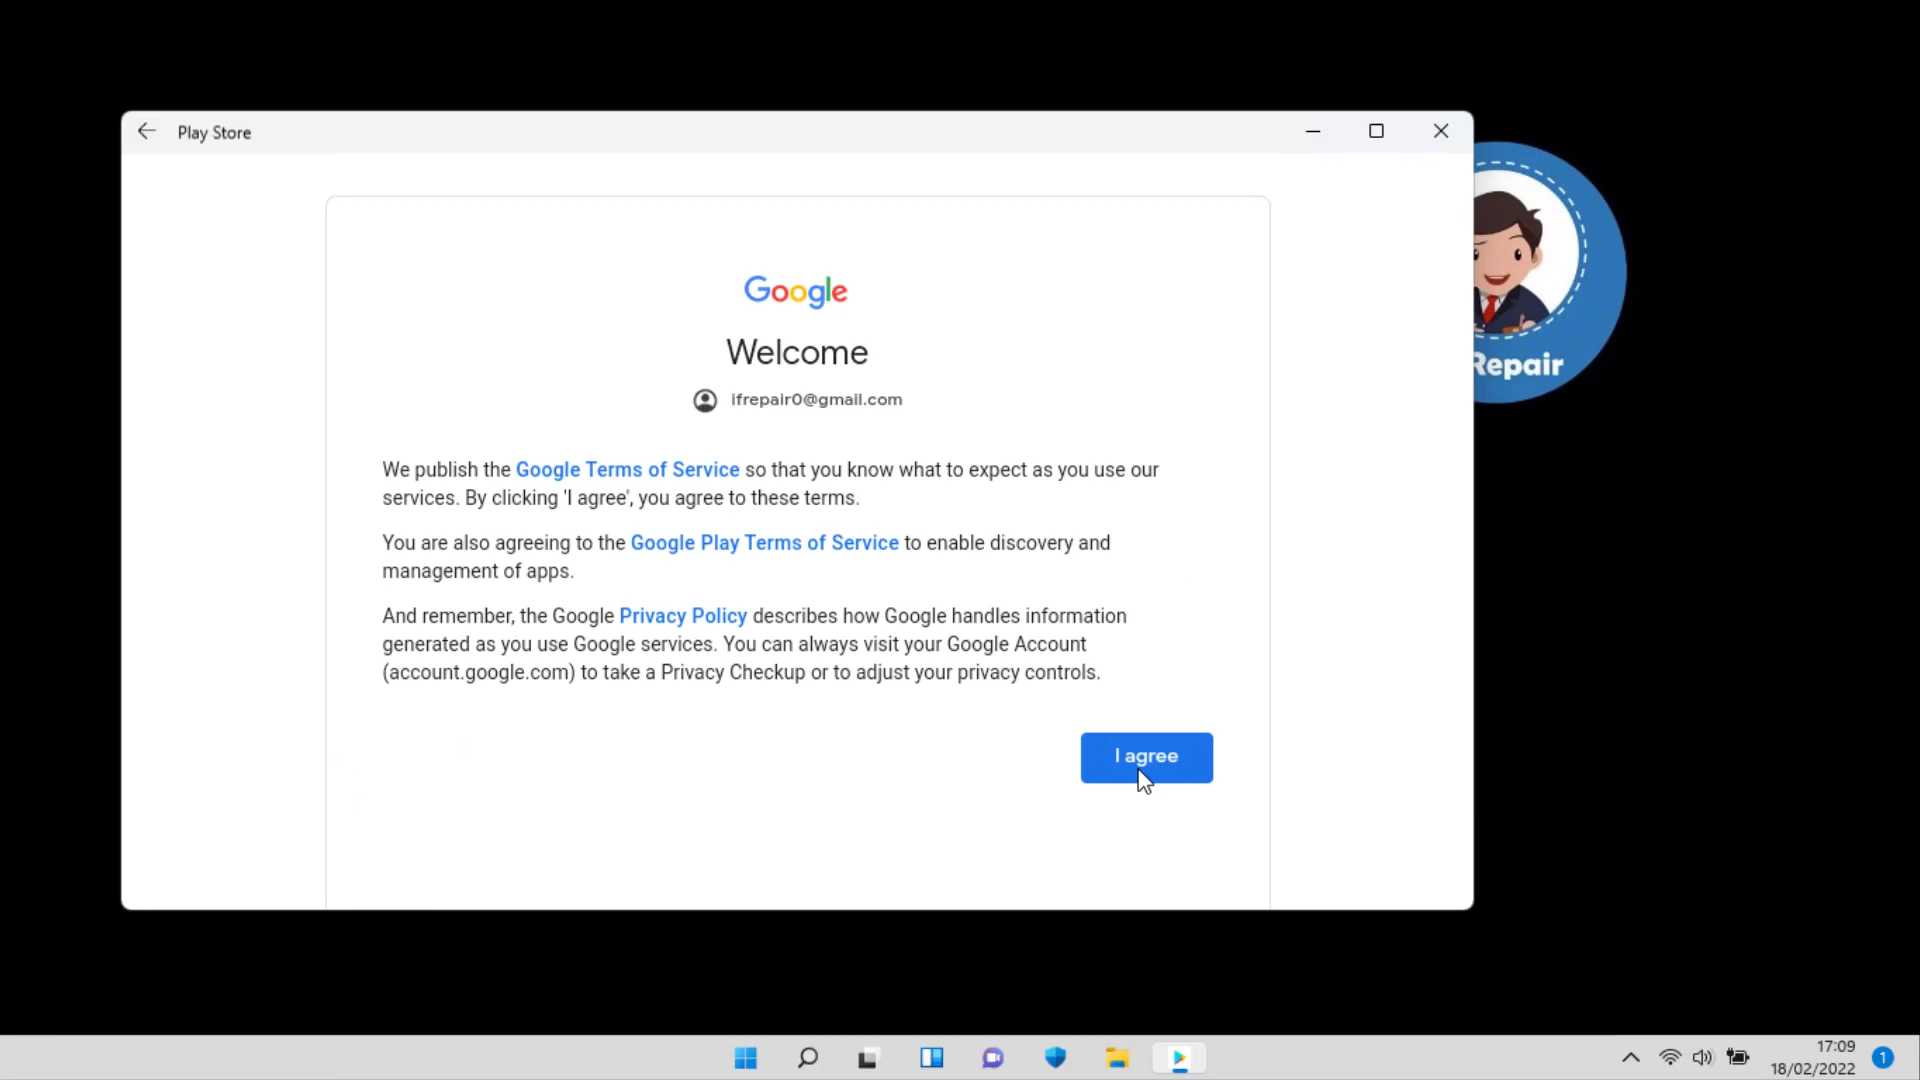 Play Store
Google
Welcome
ifrepair0@gmail.com
We publish the Google Terms of Service so that you know what to expect as you use our
services. By clicking 'I agree', you agree to these terms.
You are also agreeing to the Google Play Terms of Service to enable discovery and
management of apps.
And remember, the Google Privacy Policy describes how Google handles information
generated as you use Google services. You can always visit your Google Account
(account.google.com) to take a Privacy Checkup or to adjust your privacy controls.
I agree
Repair
17:09
18/02/2022
1